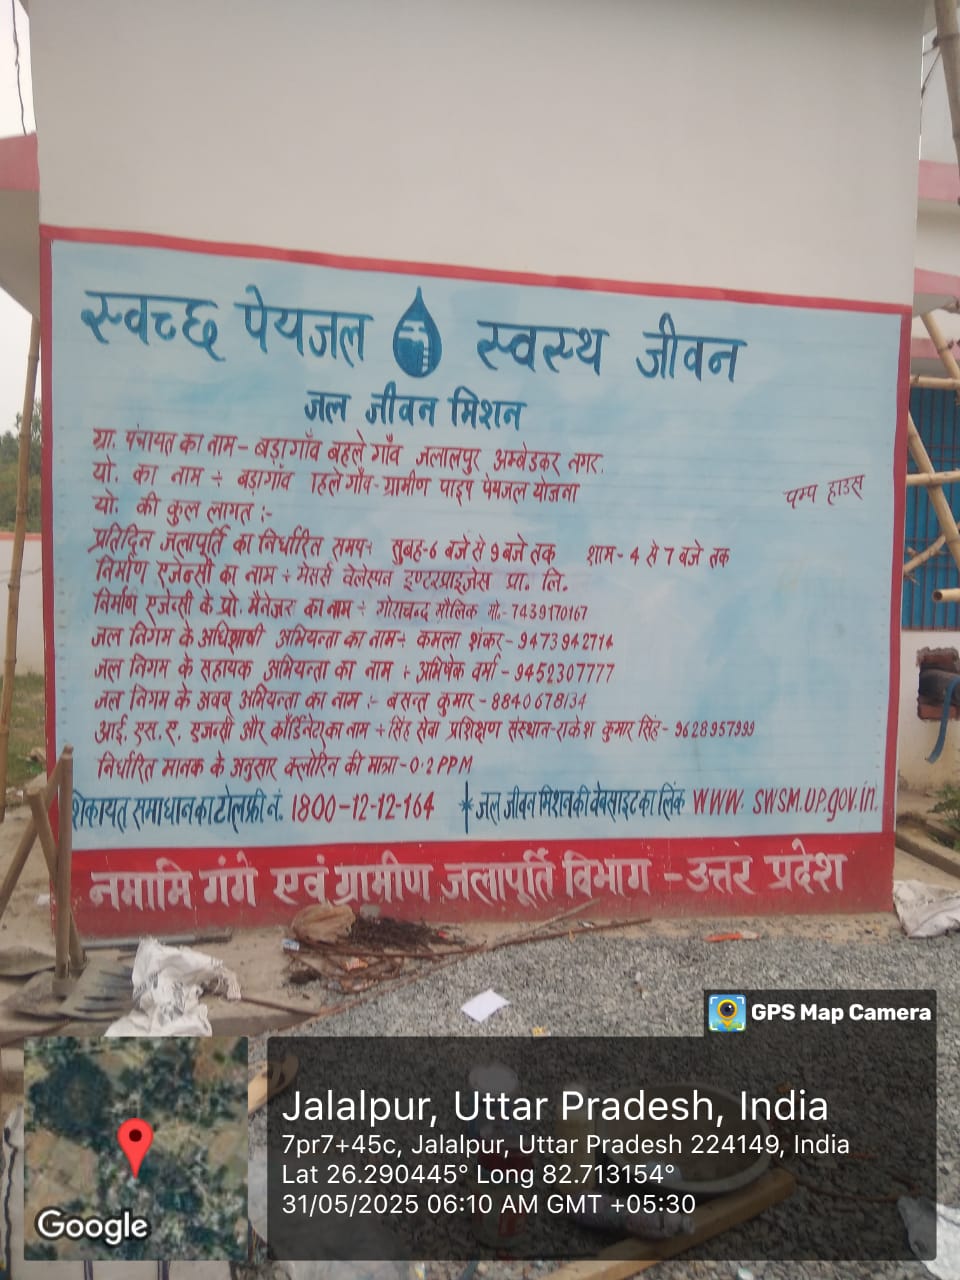 स्वच्छ पेयजल स्वस्थ जीवन
जल जीवन मिशन
ग्रा. पंचायत का नाम- बड़ागाँव बहले गाँव जलालपुर अम्बेडकर नगर.
यो. का नाम ÷ बड़ागाँव हिले गाँव-ग्रामीण पाइप पेयजल योजना
पम्प हाउस
यो. की कुल लागत :-
प्रतिदिन जलापूर्ति का निर्धारित समय÷ सुबह-6 बजे से 9 बजे तक शाम- 4 से 7 बजे तक
निर्माण एजेन्सी का नाम ÷ मेसर्स वेलस्पन इण्टरप्राइजेस प्रा. लि.
निर्माण एजेन्सी के प्रो. मैनेजर का नाम ÷ गोराचन्द मौलिक मो.- 7439170167
जल निगम के अधिशाषी अभियन्ता का नाम÷ कमला शंकर- 9473942714
जल निगम के सहायक अभियन्ता का नाम ÷ अभिषेक वर्मा - 9452307777
जल निगम के अवर अभियन्ता का नाम :- बसन्त कुमार - 8840678134
आई. एस. ए. एजन्सी और कॉर्डिनेटर का नाम ÷ सिंह सेवा प्रशिक्षण संस्थान-राकेश कुमार सिंह- 9628957999
निर्धारित मानक के अनुसार क्लोरिन की मात्रा-0.2 PPM
शिकायत समाधान का टोल फ्री नं. 1800-12-12-164 जल जीवन मिशन की वेबसाइट का लिंक www. swsm.up.gov.in.
नमामि गंगे एवं ग्रामीण जलापूर्ति विभाग - उत्तर प्रदेश
GPS Map Camera
Jalalpur, Uttar Pradesh, India
7pr7+45c, Jalalpur, Uttar Pradesh 224149, India
Lat 26.290445° Long 82.713154°
31/05/2025 06:10 AM GMT +05:30
Google